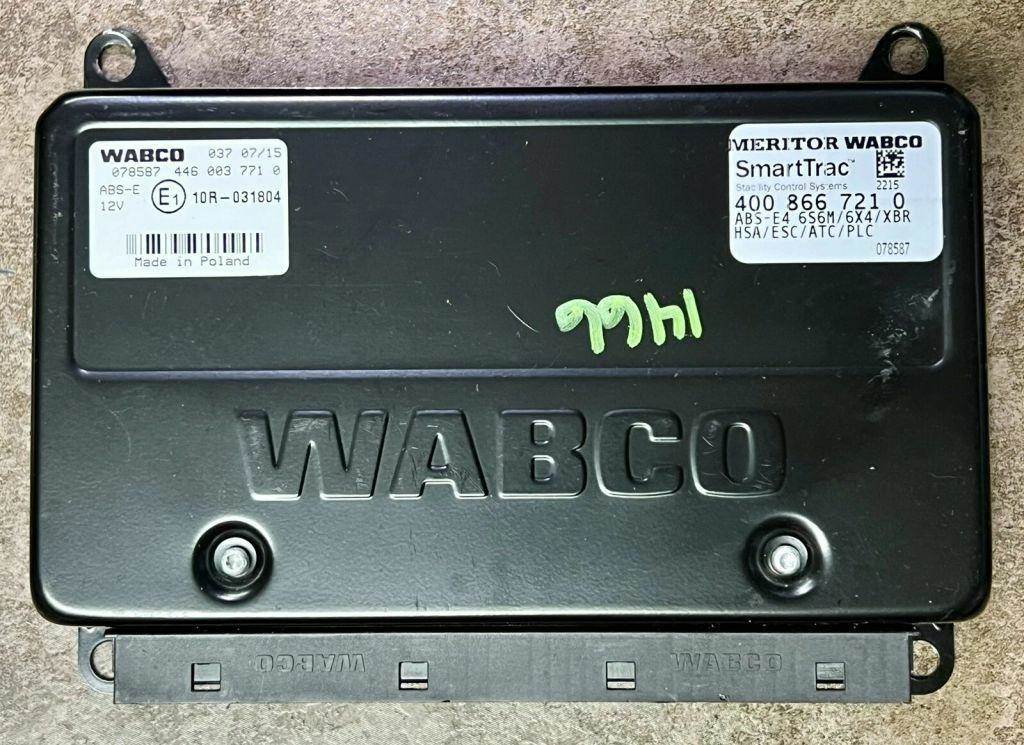 WABCO 037 07/15
078587 446 003 771 0
ABS-E
12V
E1 10R-031804
Made in Poland
MERITOR WABCO
SmartTrac™
Stability Control Systems 2215
400 866 721 0
ABS-E4 6S6M/6X4/XBR
HSA/ESC/ATC/PLC
078587
1466
WABCO
WABCO WABCO